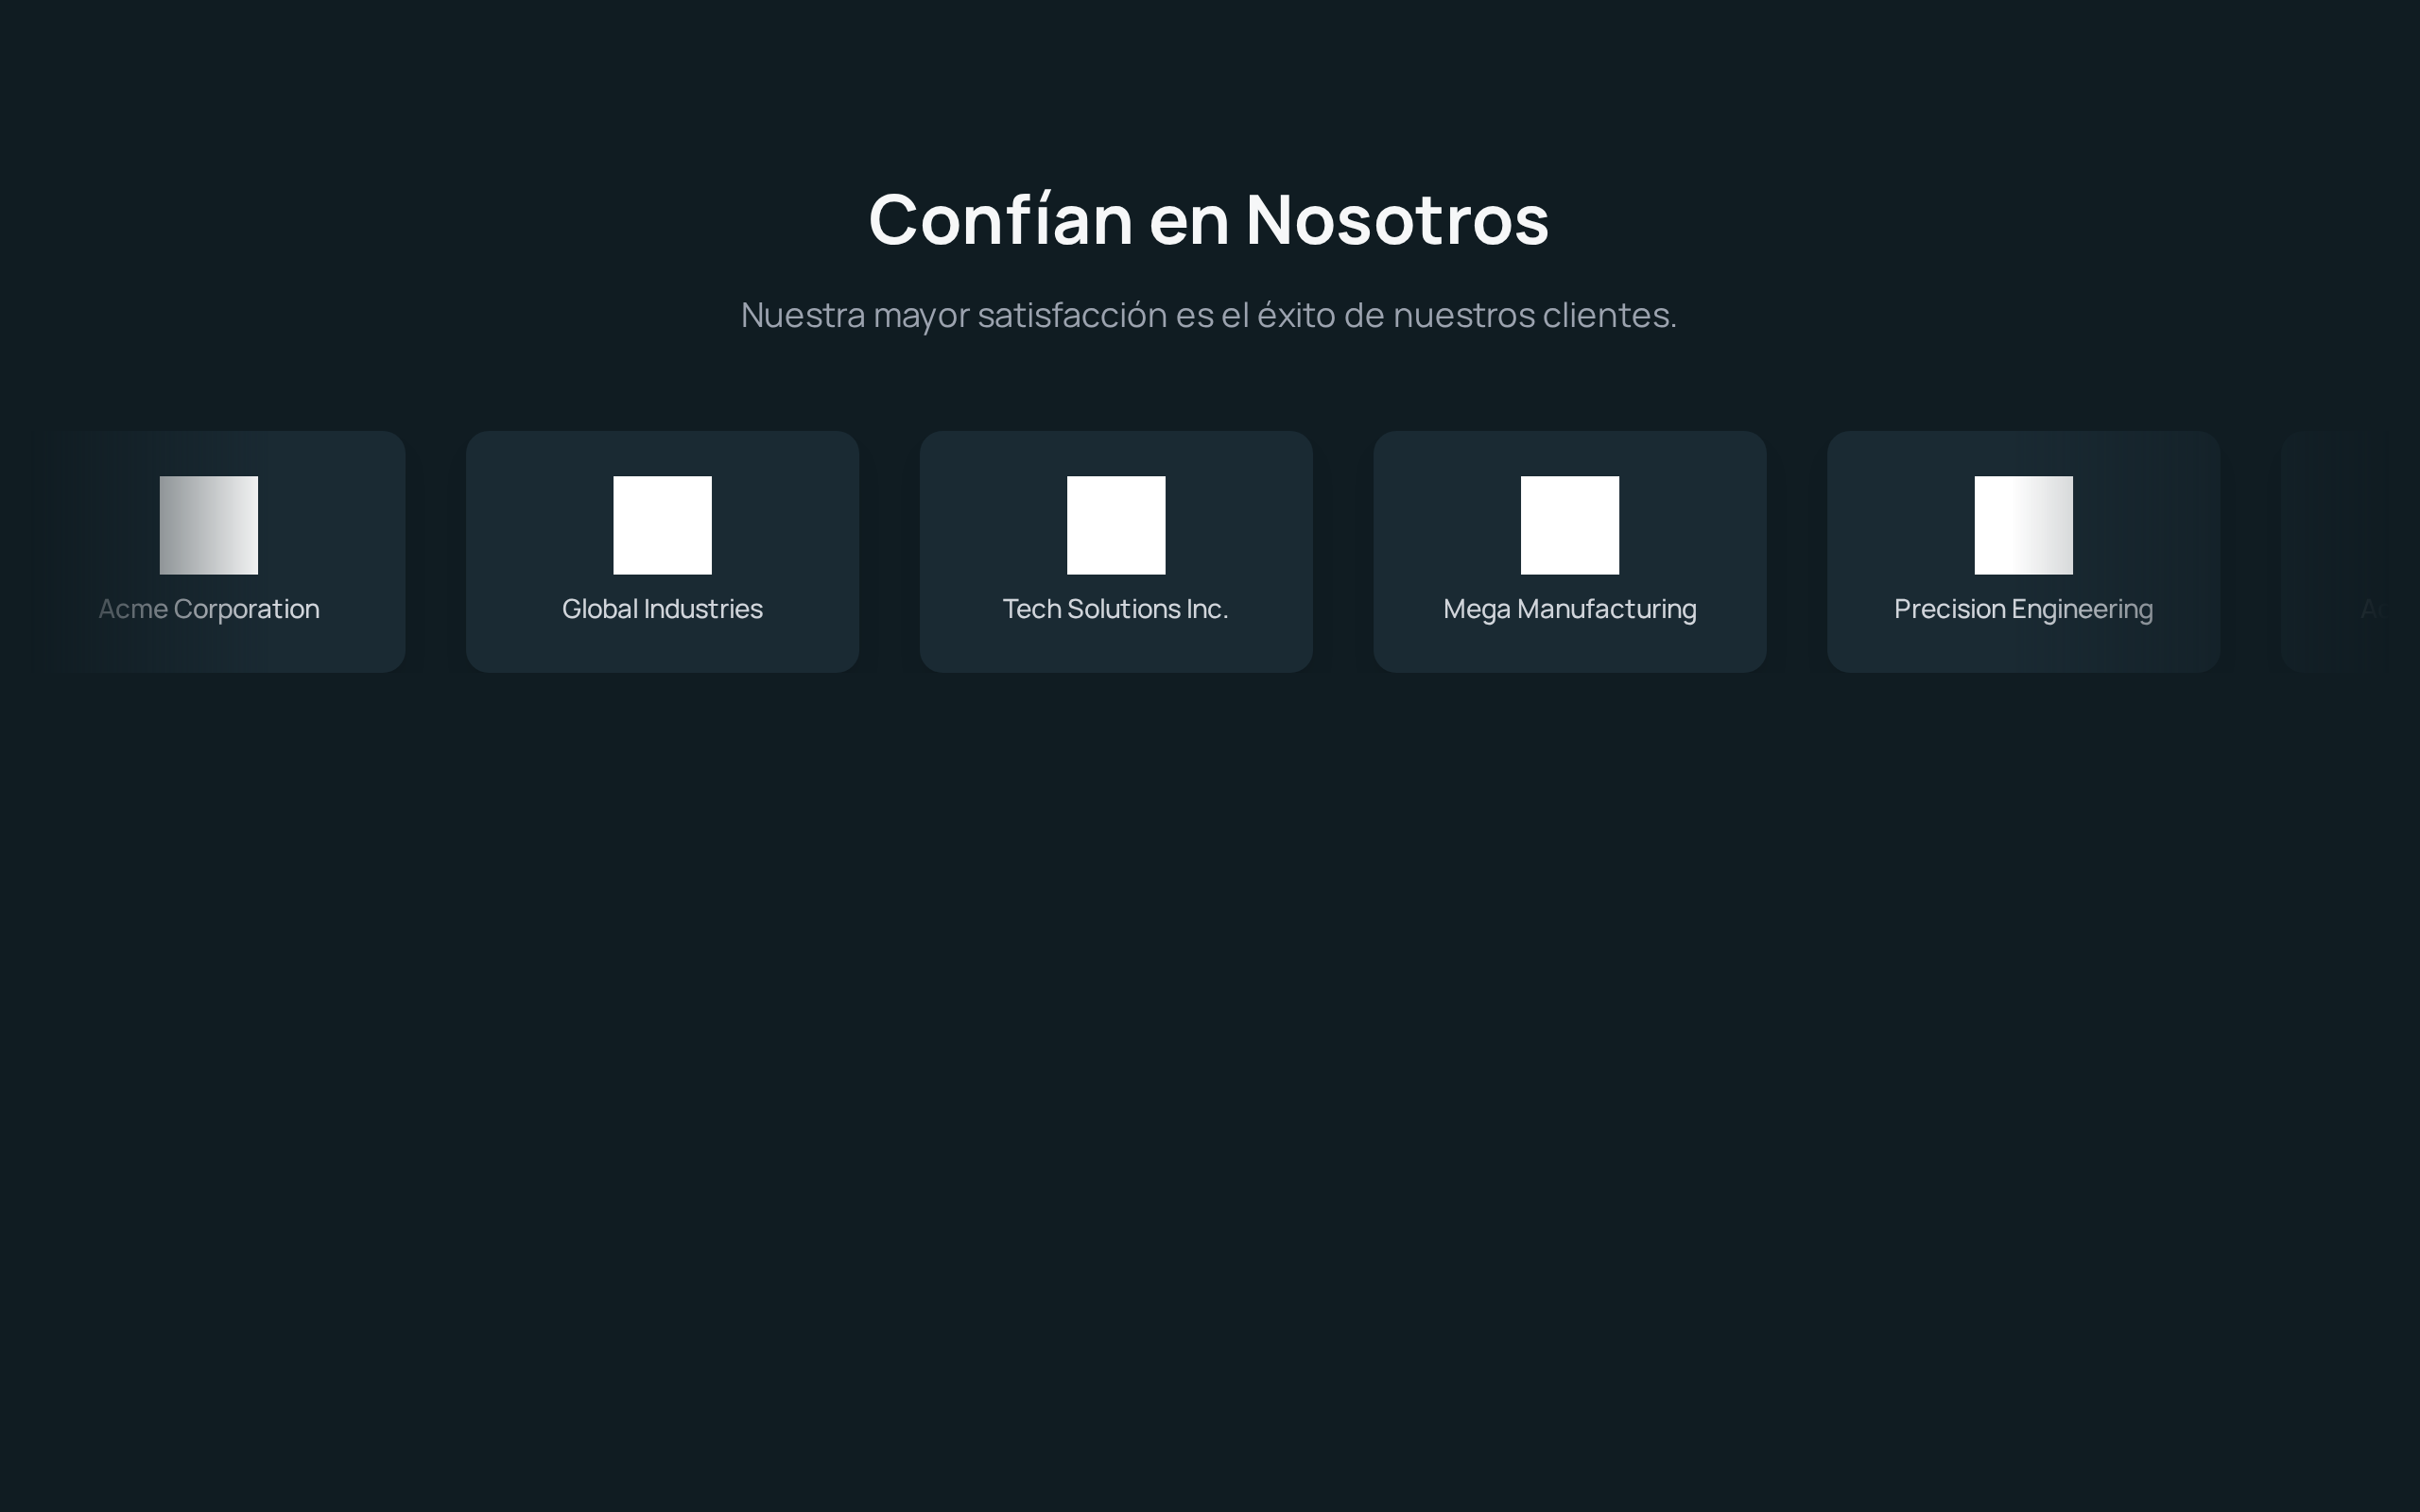 Confían en Nosotros
Nuestra mayor satisfacción es el éxito de nuestros clientes.
Acme Corporation
Global Industries
Tech Solutions Inc.
Mega Manufacturing
Precision Engineering